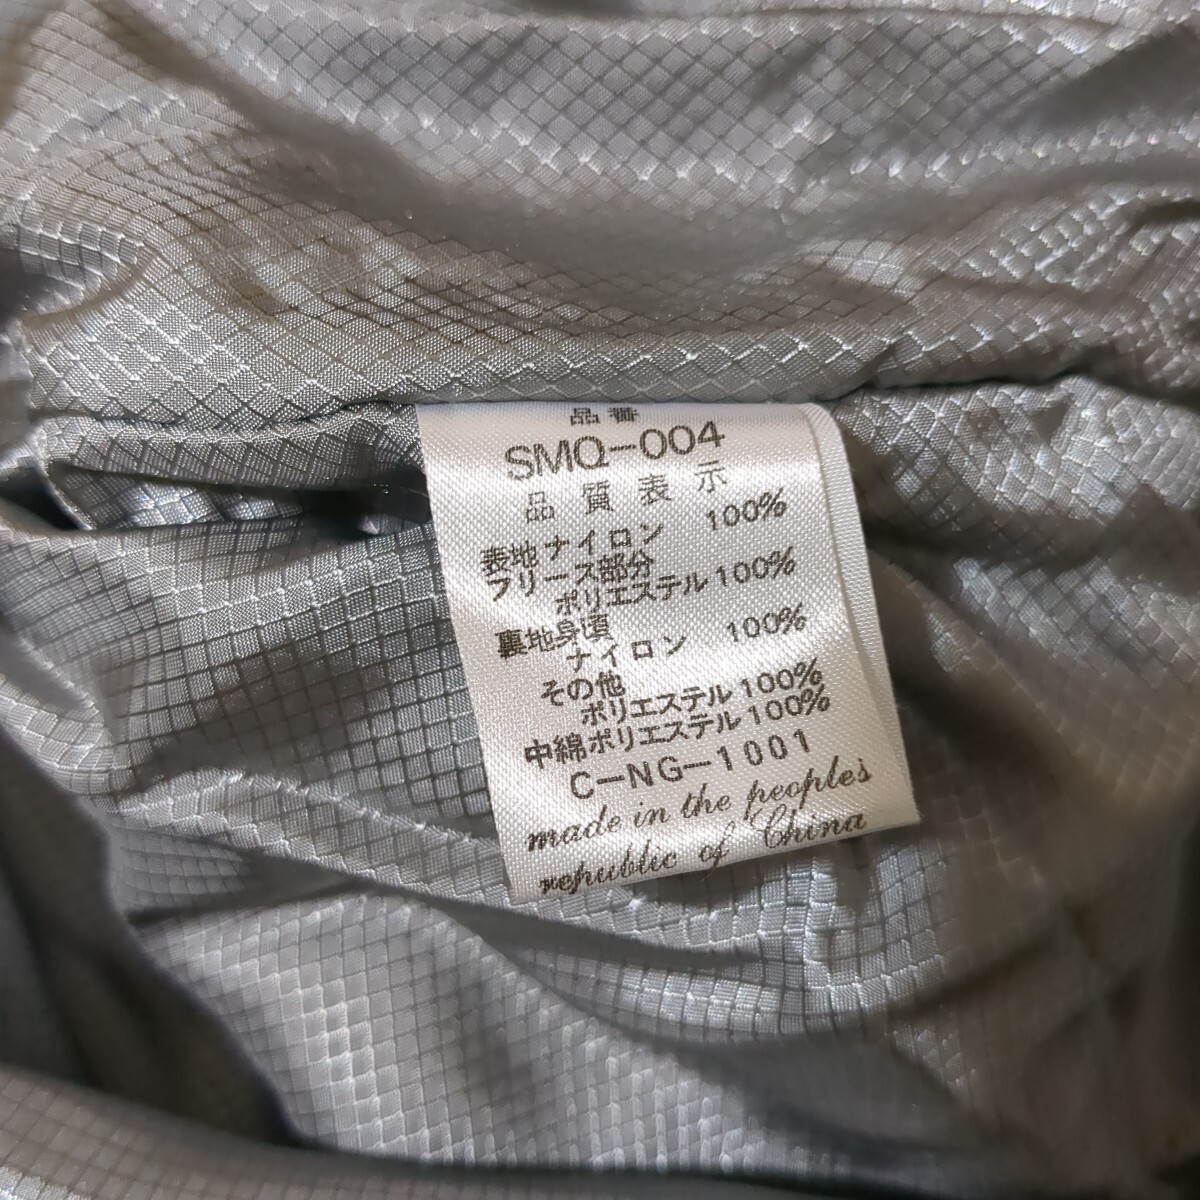 品番
SMQ-004
品質表示
表地ナイロン 100%
フリース部分
ポリエステル100%
裏地身頃
ナイロン 100%
その他
ポリエステル100%
中綿ポリエステル100%
C-NG-1001
made in the peoples
republic of China